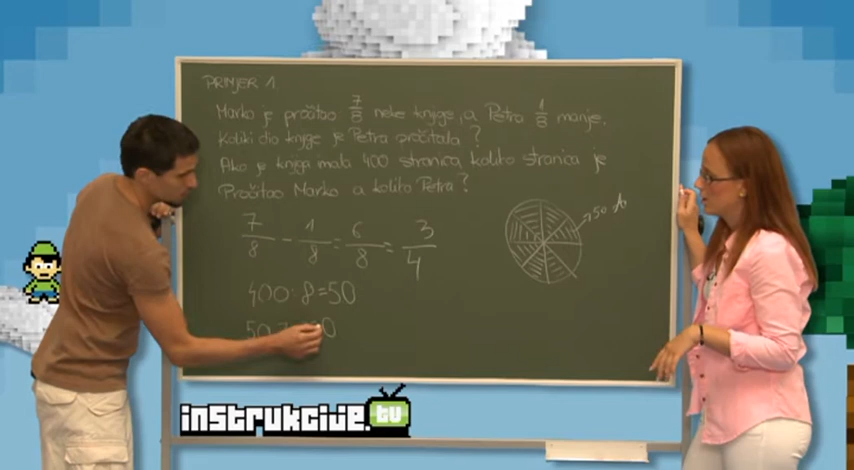 PRIMJER 1
Marko je pročitao 7/8 neke knjige, a Petra 1/8 manje.
Koliki dio knjige je Petra pročitala?
Ako je knjiga imala 400 stranica koliko stranica je
Pročitao Marko a koliko Petra?
7/8 - 1/8 = 6/8 = 3/4
50
400 : 8 = 50
50
instrukcije.tv